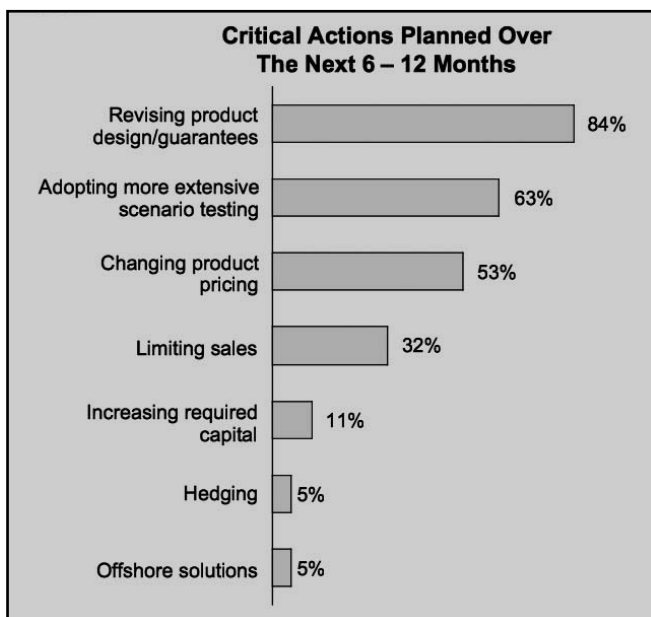 Critical Actions Planned Over
The Next 6 – 12 Months
Revising product
design/guarantees
84%
Adopting more extensive
scenario testing
63%
Changing product
pricing
53%
Limiting sales
32%
Increasing required
capital
11%
Hedging
5%
Offshore solutions
5%